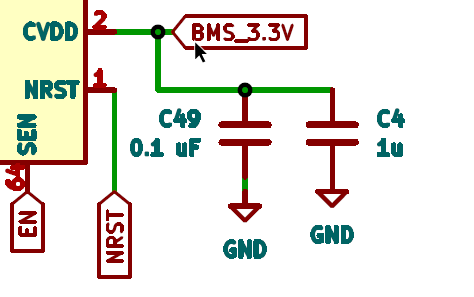 CVDD 2
BMS_3.3V
NRST 1
SEN
64
EN
NRST
C49
0.1 uF
GND
C4
1u
GND